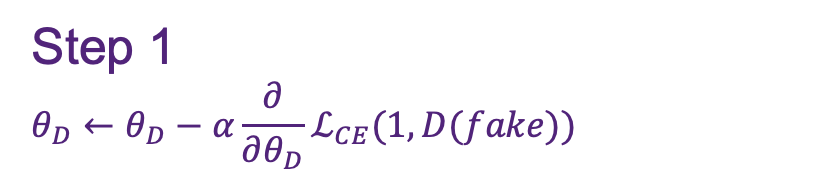 Step 1
θ_D ← θ_D − α ∂/∂θ_D ℒ_CE(1, D(fake))